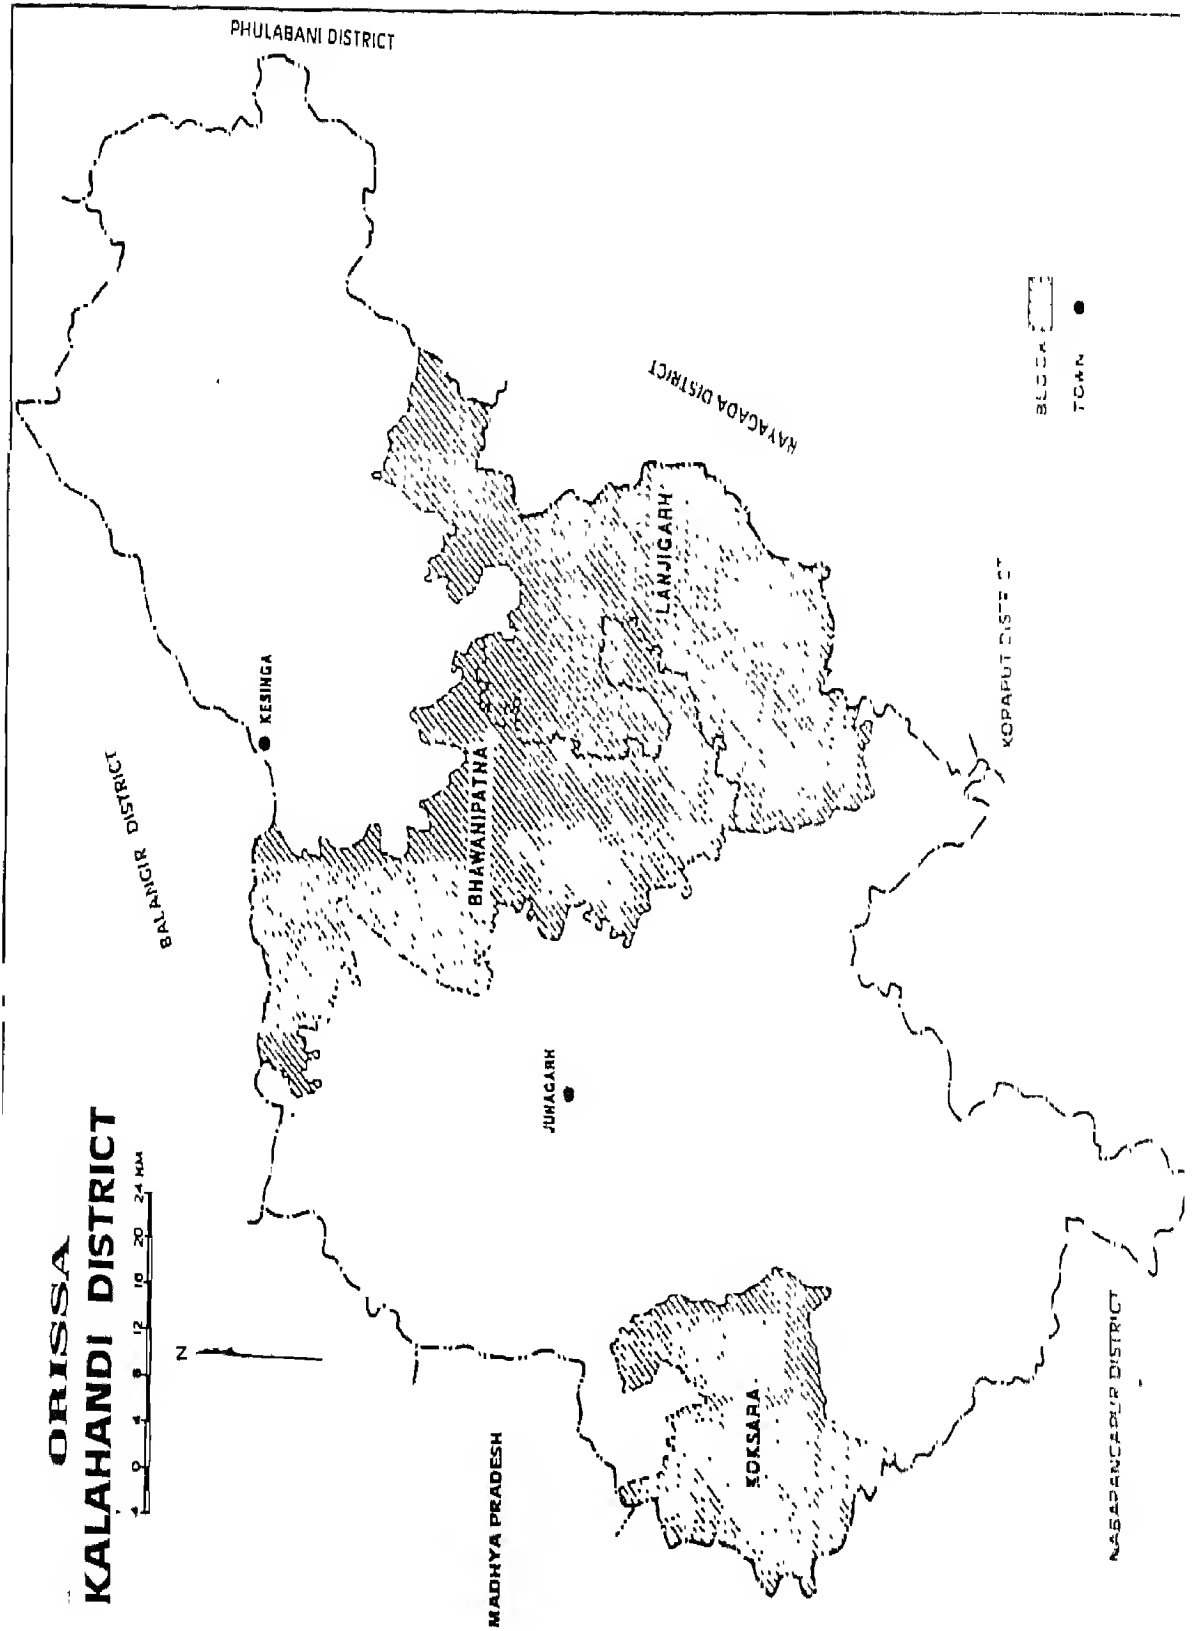 ORISSA
KALAHANDI DISTRICT
4 0 4 8 12 16 20 24 KM
N
PHULABANI DISTRICT
BALANGIR DISTRICT
KESINGA
BHAWANIPATNA
LANJIGARH
RAYAGADA DISTRICT
MADHYA PRADESH
JUNAGARH
KOKSARA
KORAPUT DISTRICT
NABARANGAPUR DISTRICT
BLOCK
TOWN